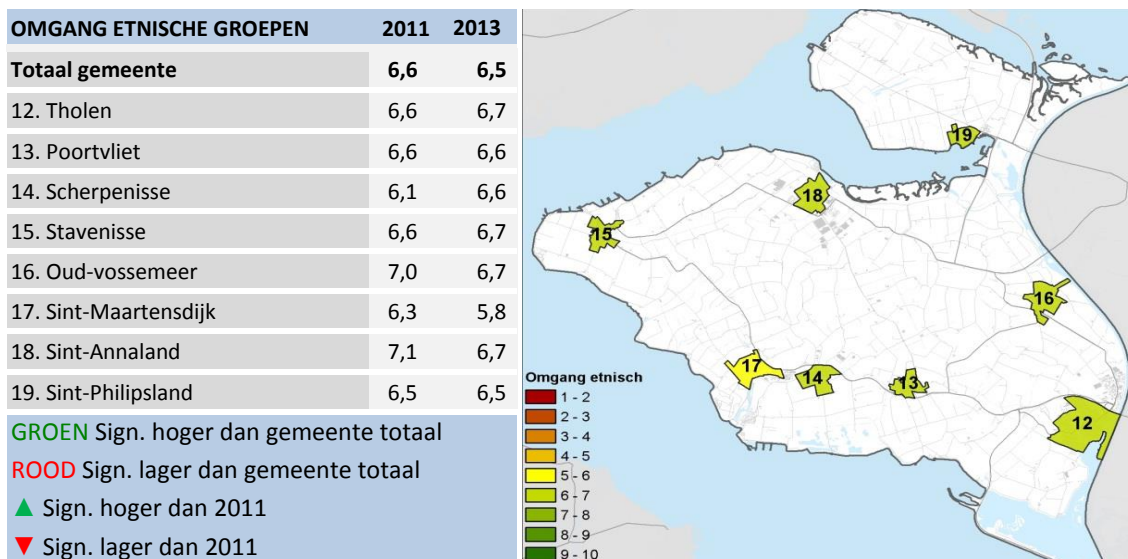 OMGANG ETNISCHE GROEPEN 2011 2013
Totaal gemeente 6,6 6,5
12. Tholen 6,6 6,7
13. Poortvliet 6,6 6,6
14. Scherpenisse 6,1 6,6
15. Stavenisse 6,6 6,7
16. Oud-vossemeer 7,0 6,7
17. Sint-Maartensdijk 6,3 5,8
18. Sint-Annaland 7,1 6,7
19. Sint-Philipsland 6,5 6,5
GROEN Sign. hoger dan gemeente totaal
ROOD Sign. lager dan gemeente totaal
▲ Sign. hoger dan 2011
▼ Sign. lager dan 2011
19
18
15
16
17
14
13
12
Omgang etnisch
1 - 2
2 - 3
3 - 4
4 - 5
5 - 6
6 - 7
7 - 8
8 - 9
9 - 10